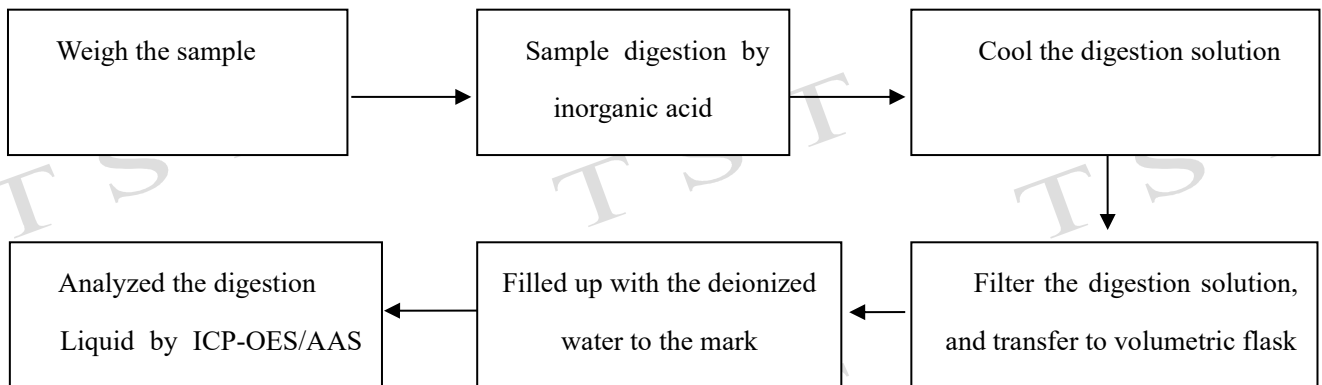 Weigh the sample
Sample digestion by
inorganic acid
Cool the digestion solution
T S T
T S T
T S
Analyzed the digestion
Liquid by ICP-OES/AAS
Filled up with the deionized
water to the mark
Filter the digestion solution,
and transfer to volumetric flask